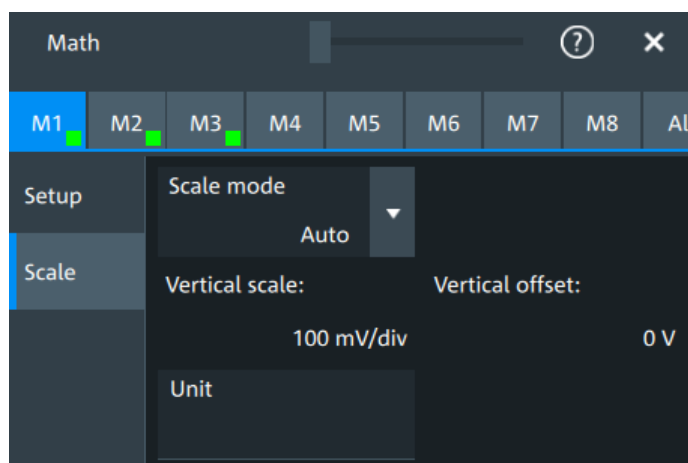 Math ? ×
M1 M2 M3 M4 M5 M6 M7 M8 Al
Setup
Scale
Scale mode
Auto
Vertical scale: Vertical offset:
100 mV/div 0 V
Unit